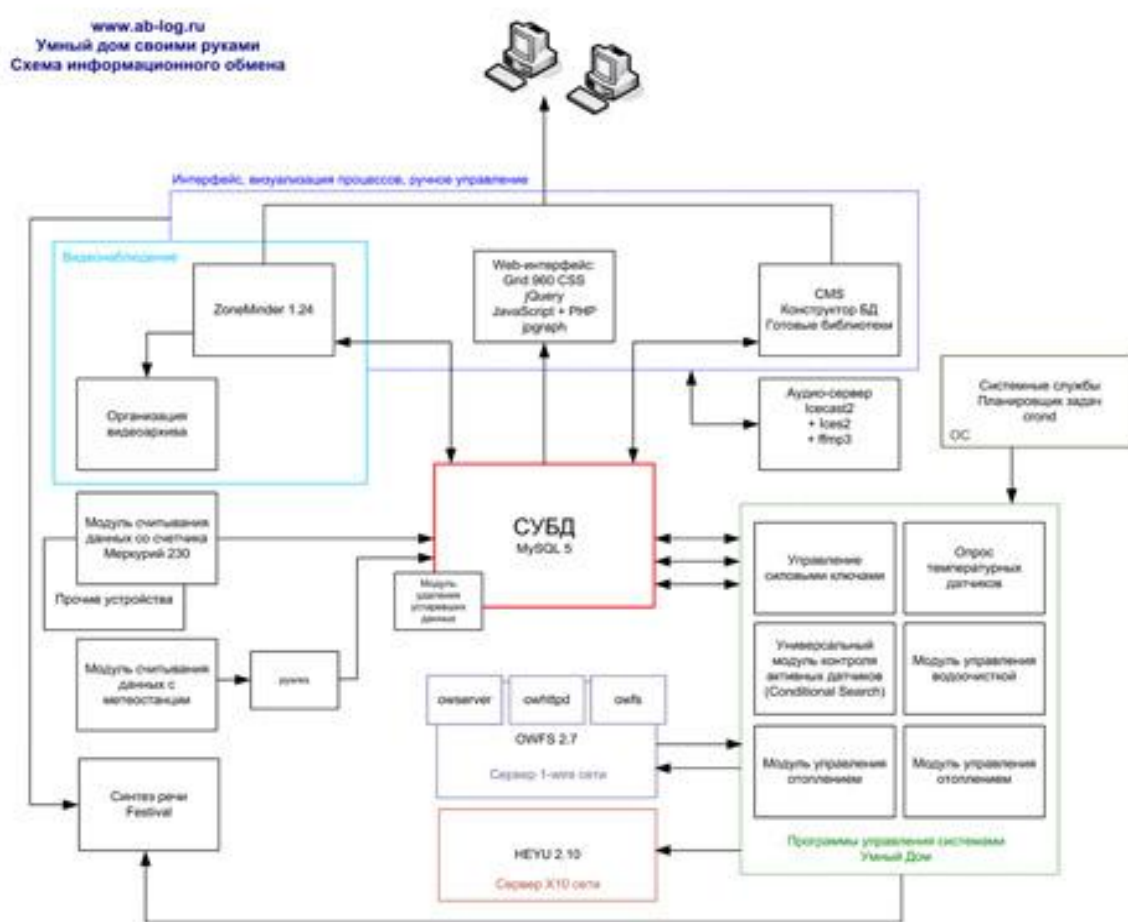 www.ab-log.ru
Умный дом своими руками
Схема информационного обмена
Интерфейс, визуализация процессов, ручное управление
Видеонаблюдение
ZoneMinder 1.24
Организация
видеоархива
Web-интерфейс:
Grid 960 CSS
jQuery
JavaScript + PHP
jpgraph
CMS
Конструктор БД
Готовые библиотеки
Аудио-сервер
Icecast2
+ Ices2
+ ffmp3
Системные службы
Планировщик задач
crond
ОС
Модуль считывания
данных со счетчика
Меркурий 230
Прочие устройства
Модуль считывания
данных с
метеостанции
Синтез речи
Festival
СУБД
MySQL 5
Модуль
удаления
устаревших
данных
owserver
owhttpd
owfs
OWFS 2.7
Сервер 1-wire сети
HEYU 2.10
Сервер X10 сети
Управление
силовыми ключами
Опрос
температурных
датчиков
Универсальный
модуль контроля
активных датчиков
(Conditional Search)
Модуль управления
водоочисткой
Модуль управления
отоплением
Модуль управления
отоплением
Программы управления системами
Умный Дом